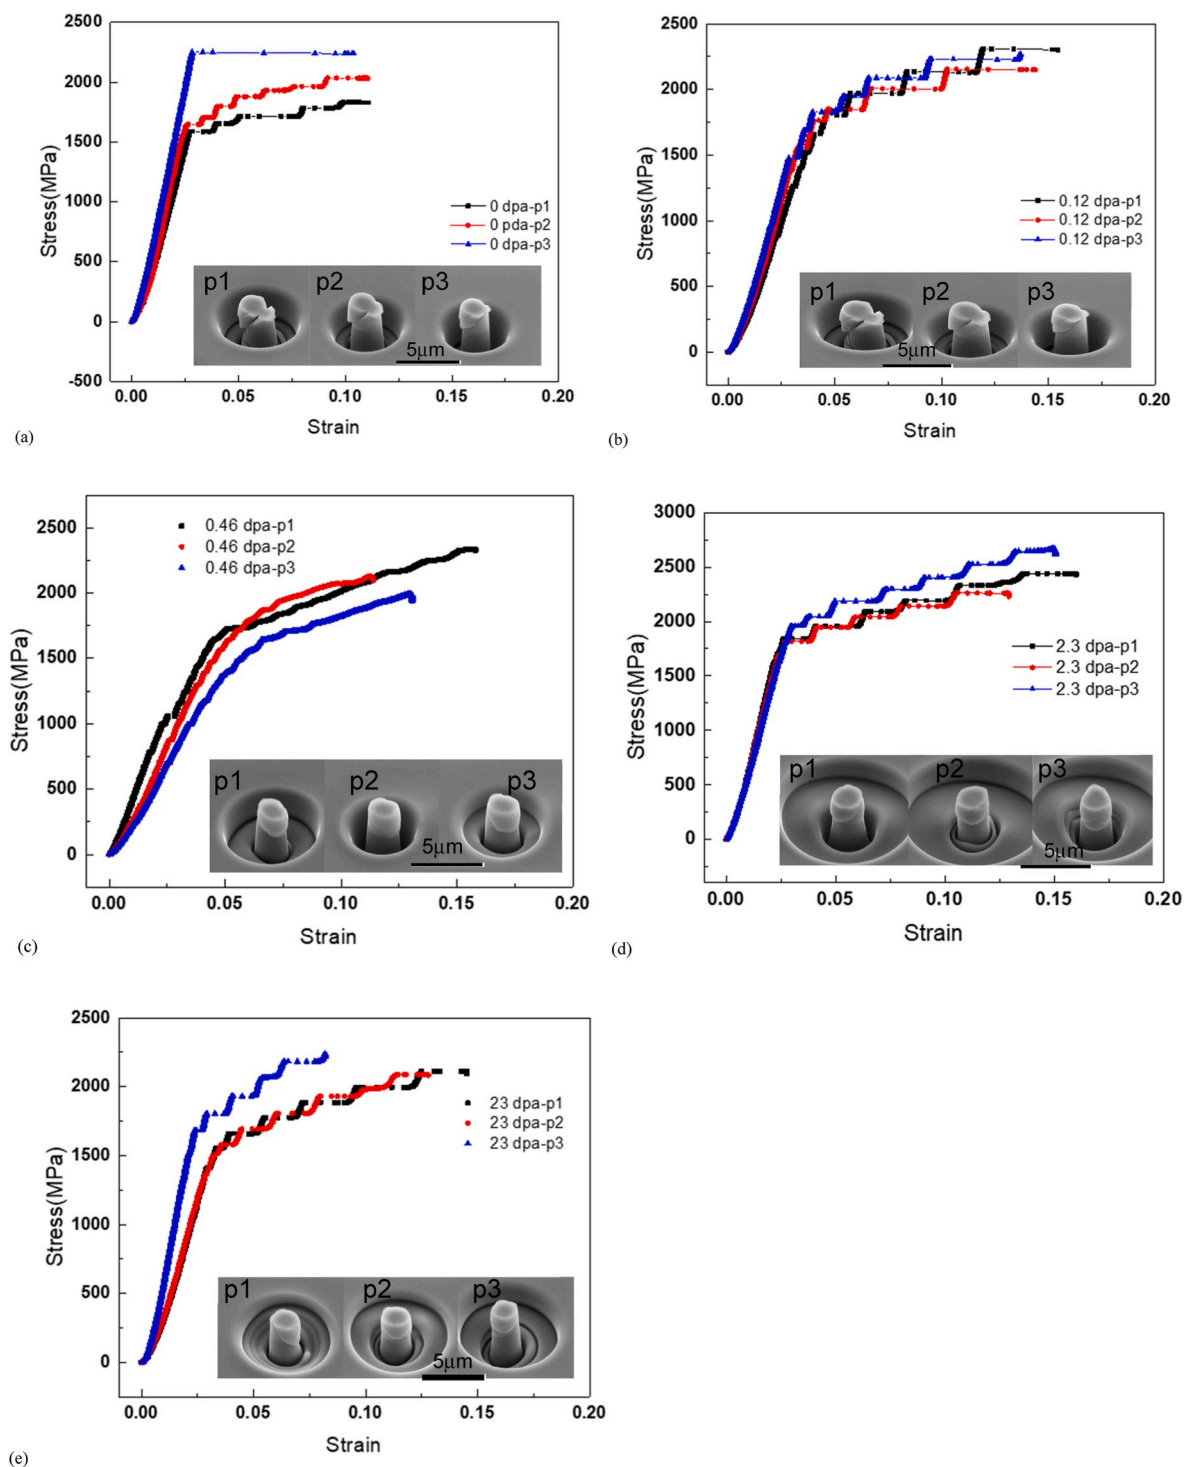 2500
2000
1500
1000
500
0
-500
Stress(MPa)
0 dpa-p1
0 pda-p2
0 dpa-p3
p1 p2 p3
5μm
0.00 0.05 0.10 0.15 0.20
Strain
(a)
2500
2000
1500
1000
500
0
Stress(MPa)
0.12 dpa-p1
0.12 dpa-p2
0.12 dpa-p3
p1 p2 p3
5μm
0.00 0.05 0.10 0.15 0.20
Strain
(b)
2500
2000
1500
1000
500
0
Stress(MPa)
0.46 dpa-p1
0.46 dpa-p2
0.46 dpa-p3
p1 p2 p3
5μm
0.00 0.05 0.10 0.15 0.20
Strain
(c)
3000
2500
2000
1500
1000
500
0
Stress(MPa)
2.3 dpa-p1
2.3 dpa-p2
2.3 dpa-p3
p1 p2 p3
5μm
0.00 0.05 0.10 0.15 0.20
Strain
(d)
2500
2000
1500
1000
500
0
Stress(MPa)
23 dpa-p1
23 dpa-p2
23 dpa-p3
p1 p2 p3
5μm
0.00 0.05 0.10 0.15 0.20
Strain
(e)